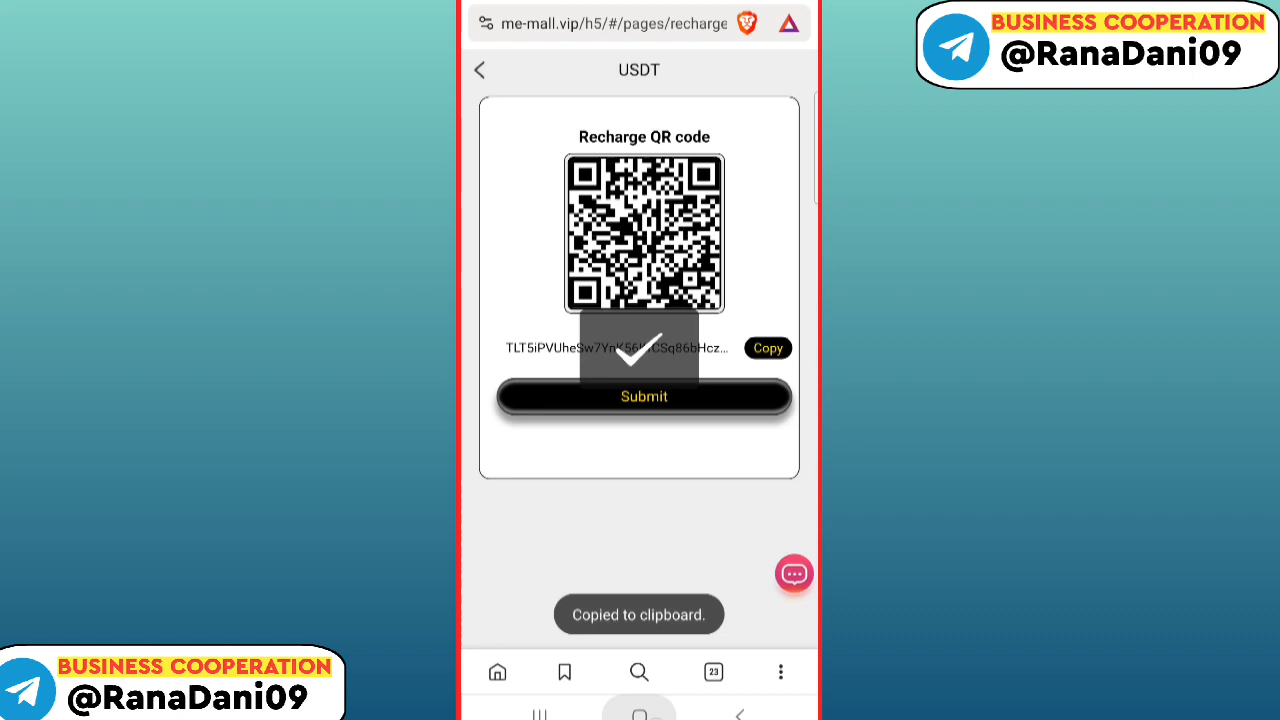 me-mall.vip/h5/#/pages/recharge
BUSINESS COOPERATION
@RanaDani09
USDT
Recharge QR code
Copy
Submit
Copied to clipboard.
23
BUSINESS COOPERATION
@RanaDani09